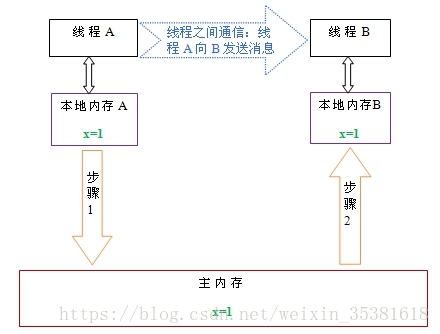 线程 A
线程之间通信：线
程 A 向 B 发送消息
线程 B
本地内存 A
x=1
本地内存B
x=1
步
骤
1
步
骤
2
主内存
x=1
https://blog.csdn.net/weixin_35381618